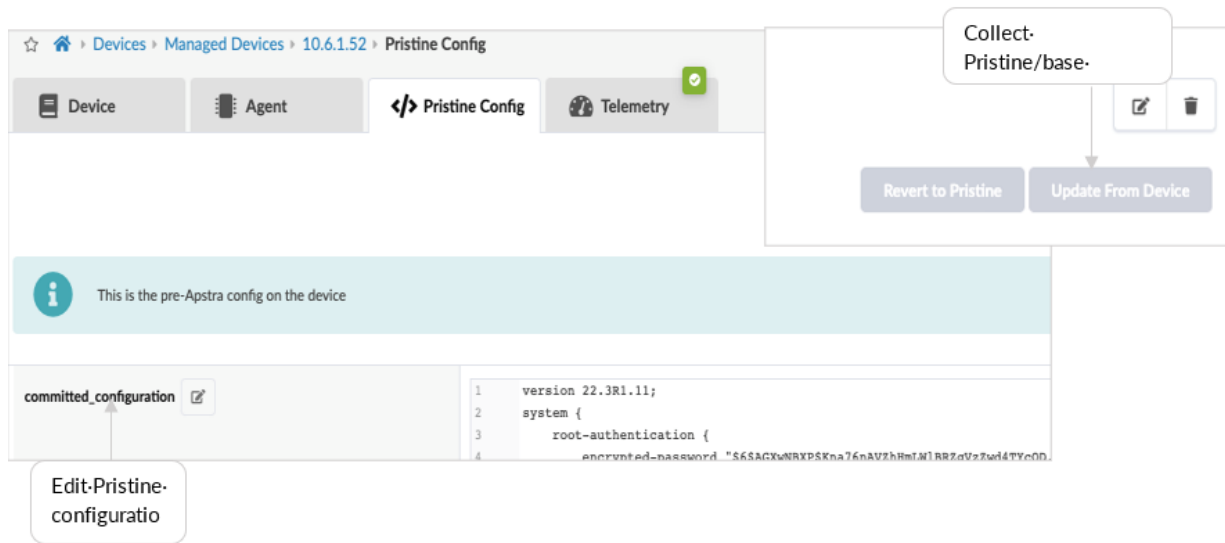 Devices Managed Devices 10.6.1.52 Pristine Config
Collect·
Pristine/base·
Device
Agent
</> Pristine Config
Telemetry
Revert to Pristine
Update From Device
This is the pre-Apstra config on the device
committed_configuration
1 version 22.3R1.11;
2 system {
3 root-authentication {
4 encrypted-password
Edit·Pristine·
configuratio